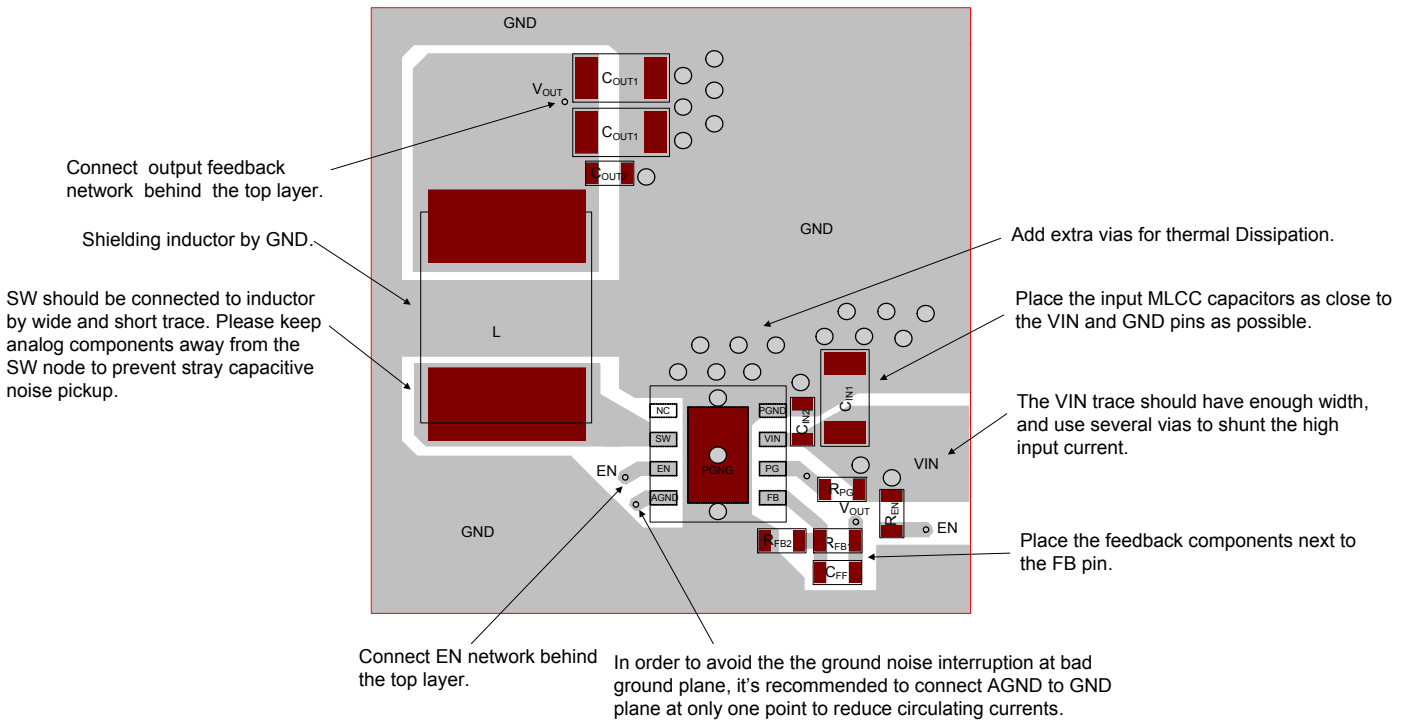 GND
COUT1
VOUT
COUT1
COUT2
Connect output feedback
network behind the top layer.
Shielding inductor by GND.
GND
Add extra vias for thermal Dissipation.
SW should be connected to inductor
by wide and short trace. Please keep
analog components away from the
SW node to prevent stray capacitive
noise pickup.
L
Place the input MLCC capacitors as close to
the VIN and GND pins as possible.
NC
SW
EN
AGND
PGNG
PGND
VIN
PG
FB
CIN2
CIN1
The VIN trace should have enough width,
and use several vias to shunt the high
input current.
VIN
EN
RPG
VOUT
REN
EN
GND
RFB2
RFB1
CFF
Place the feedback components next to
the FB pin.
Connect EN network behind
the top layer.
In order to avoid the the ground noise interruption at bad
ground plane, it's recommended to connect AGND to GND
plane at only one point to reduce circulating currents.